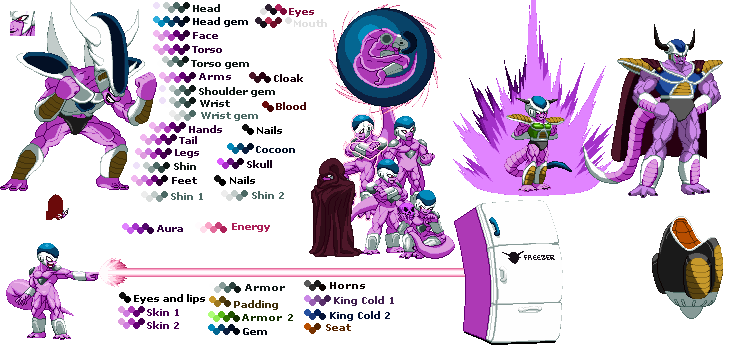 Head
Eyes
Head gem
Mouth
Face
Torso
Torso gem
Arms
Cloak
Shoulder gem
Wrist
Blood
Wrist gem
Hands
Nails
Tail
Legs
Cocoon
Shin
Skull
Feet
Nails
Shin 1
Shin 2
Aura
Energy
FREEZER
Eyes and lips
Skin 1
Skin 2
Armor
Padding
Armor 2
Gem
Horns
King Cold 1
King Cold 2
Seat